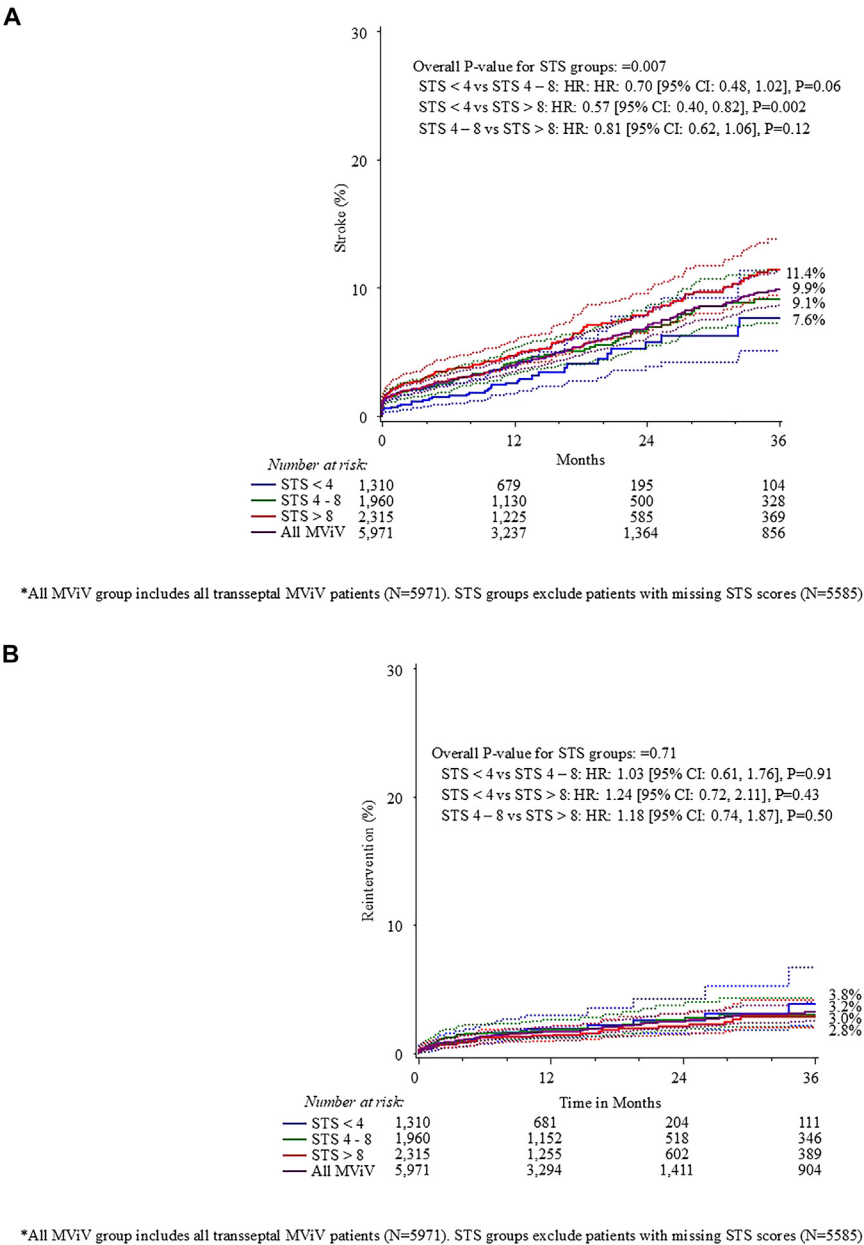 A
30
Overall P-value for STS groups: =0.007
STS < 4 vs STS 4 – 8: HR: HR: 0.70 [95% CI: 0.48, 1.02], P=0.06
STS < 4 vs STS > 8: HR: 0.57 [95% CI: 0.40, 0.82], P=0.002
STS 4 – 8 vs STS > 8: HR: 0.81 [95% CI: 0.62, 1.06], P=0.12
20
Stroke (%)
10
11.4%
9.9%
9.1%
7.6%
0
0 12 24 36
Months
Number at risk:
STS < 4 1,310 679 195 104
STS 4 - 8 1,960 1,130 500 328
STS > 8 2,315 1,225 585 369
All MViV 5,971 3,237 1,364 856
*All MViV group includes all transseptal MViV patients (N=5971). STS groups exclude patients with missing STS scores (N=5585)
B
30
Overall P-value for STS groups: =0.71
STS < 4 vs STS 4 – 8: HR: 1.03 [95% CI: 0.61, 1.76], P=0.91
STS < 4 vs STS > 8: HR: 1.24 [95% CI: 0.72, 2.11], P=0.43
STS 4 – 8 vs STS > 8: HR: 1.18 [95% CI: 0.74, 1.87], P=0.50
20
Reintervention (%)
10
3.8%
3.2%
3.0%
2.8%
0
0 12 24 36
Time in Months
Number at risk:
STS < 4 1,310 681 204 111
STS 4 - 8 1,960 1,152 518 346
STS > 8 2,315 1,255 602 389
All MViV 5,971 3,294 1,411 904
*All MViV group includes all transseptal MViV patients (N=5971). STS groups exclude patients with missing STS scores (N=5585)